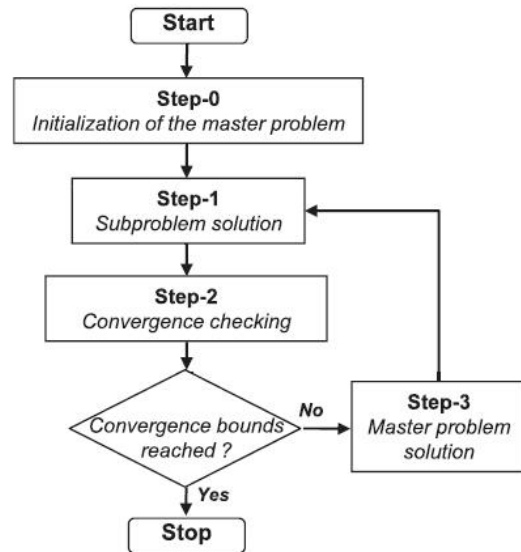 Start
Step-0
Initialization of the master problem
Step-1
Subproblem solution
Step-2
Convergence checking
Convergence bounds
reached ?
No
Step-3
Master problem
solution
Yes
Stop